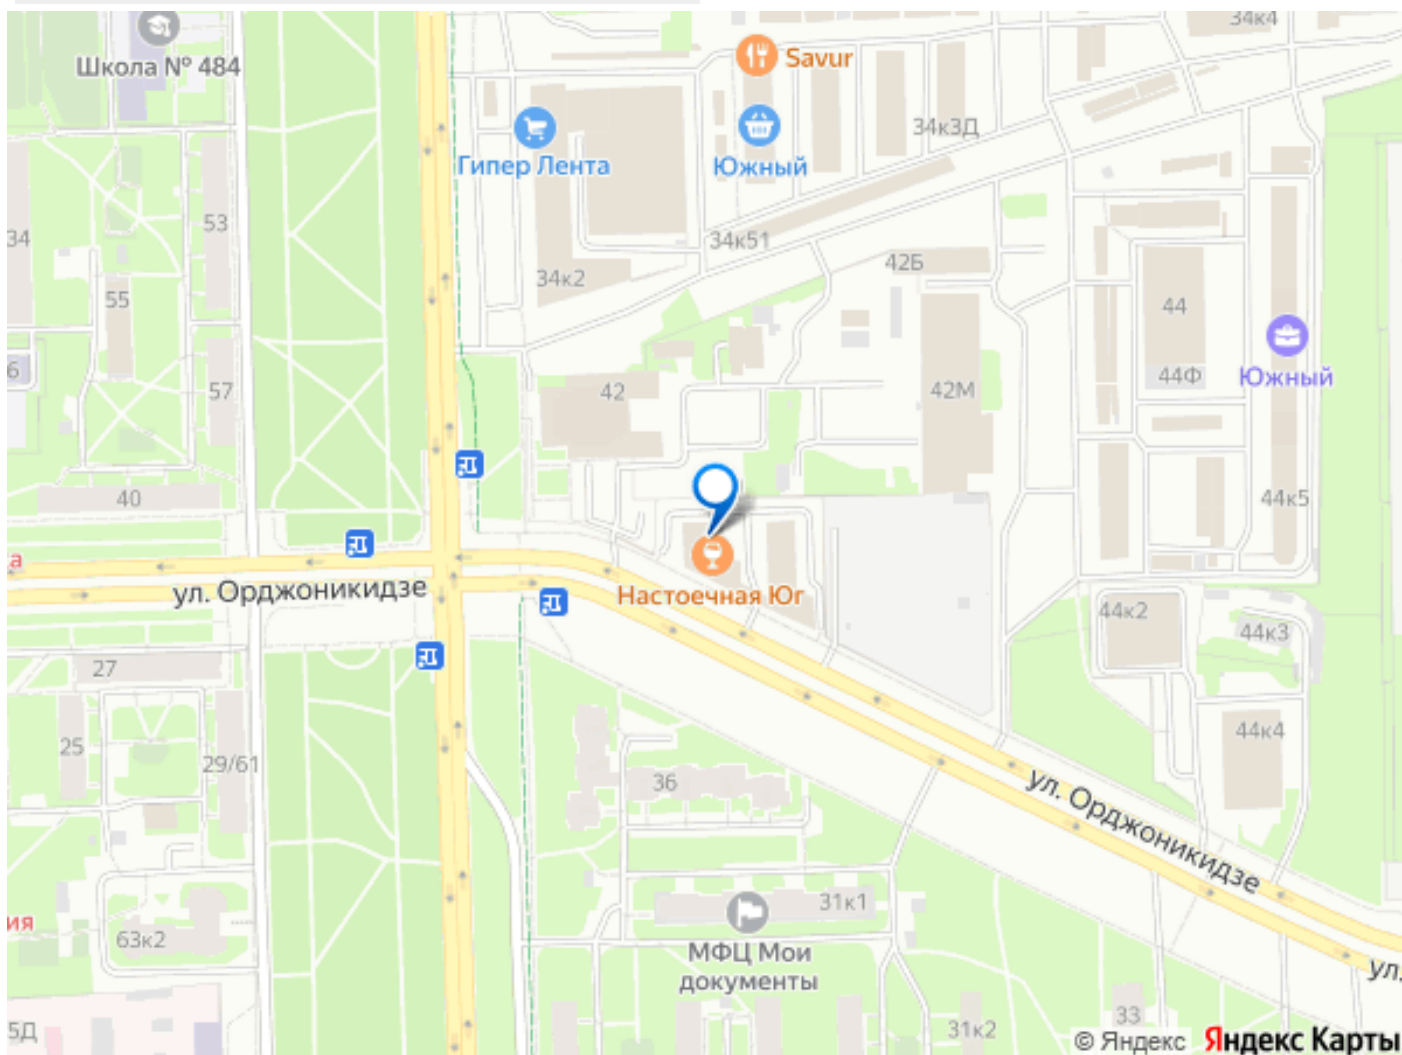 34к4
Savur
Школа № 484
34к3Д
Гипер Лента
Южный
53
34
34к51
42Б
34к2
55
44
6
57
42
42М
44Ф
Южный
40
44к5
а
ул. Орджоникидзе
Настоечная Юг
44к2
44к3
27
25
29/61
36
44к4
ул. Орджоникидзе
31к1
ия
63к2
МФЦ Мои
документы
ул.
5Д
31к2
33
© Яндекс Яндекс Карты